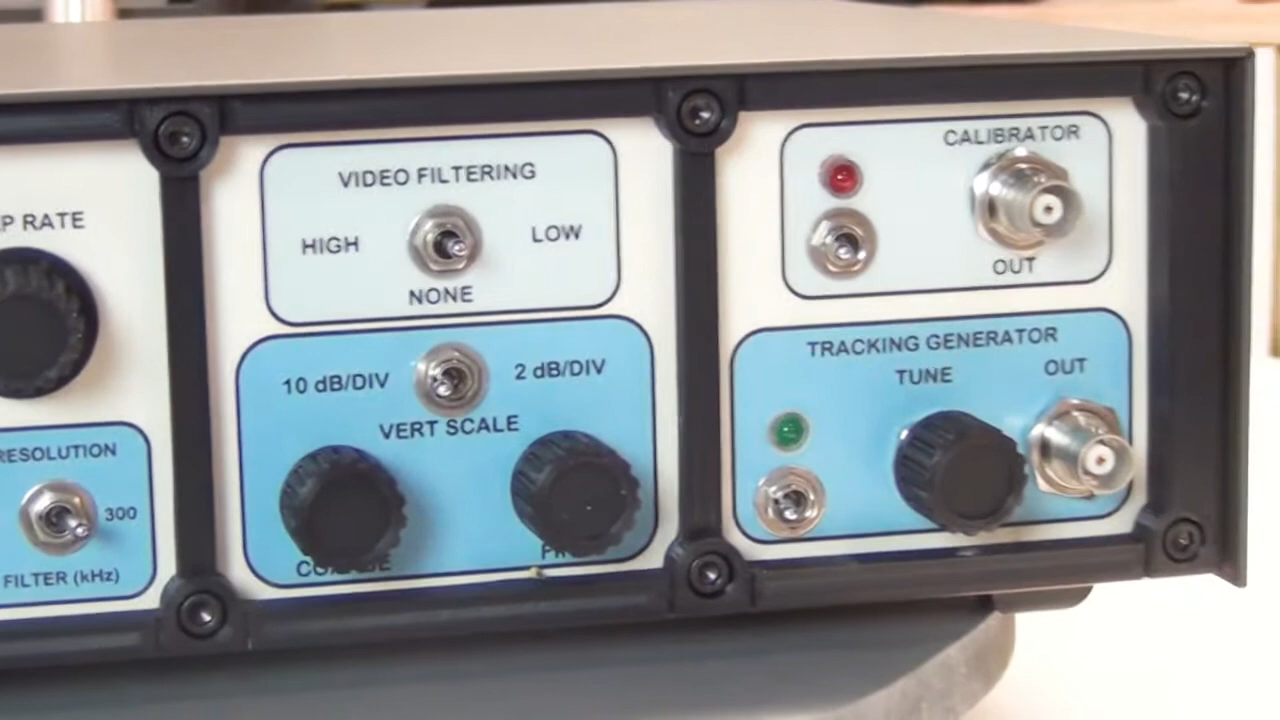 P RATE
RESOLUTION
300
FILTER (kHz)
VIDEO FILTERING
HIGH
LOW
NONE
10 dB/DIV
2 dB/DIV
VERT SCALE
CALIBRATOR
OUT
TRACKING GENERATOR
TUNE
OUT